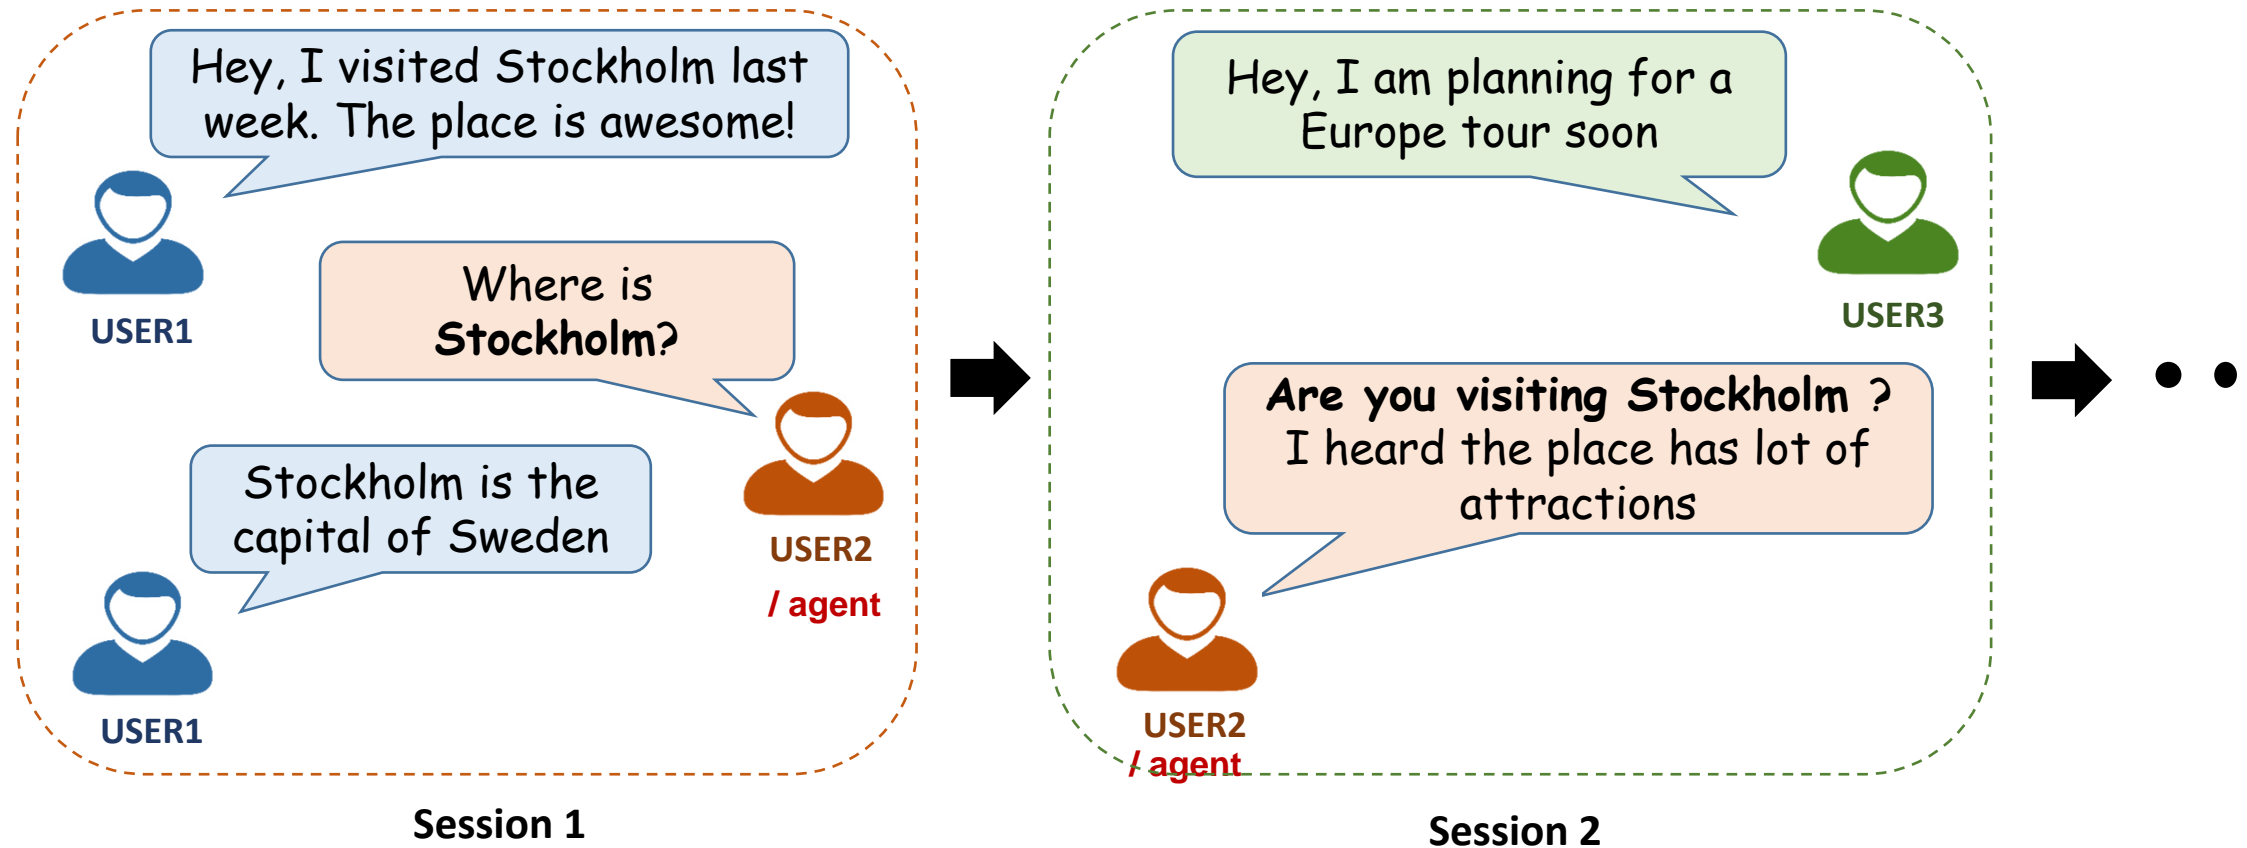 Hey, I visited Stockholm last
week. The place is awesome!
USER1
Where is
Stockholm?
USER2
/ agent
Stockholm is the
capital of Sweden
USER1
Session 1
Hey, I am planning for a
Europe tour soon
USER3
Are you visiting Stockholm ?
I heard the place has lot of
attractions
USER2
/ agent
Session 2